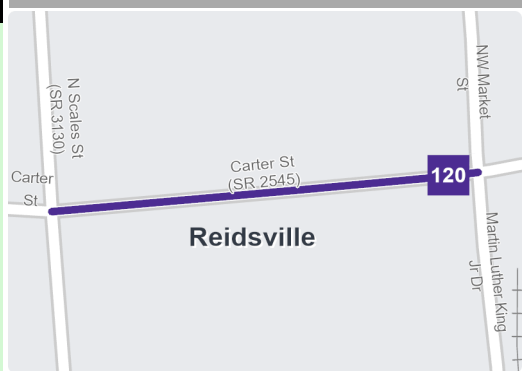 N Scales St
(SR 3130)
NW Market
St
Carter
St
Carter St
(SR 2545)
120
Reidsville
Martin Luther King
Jr Dr